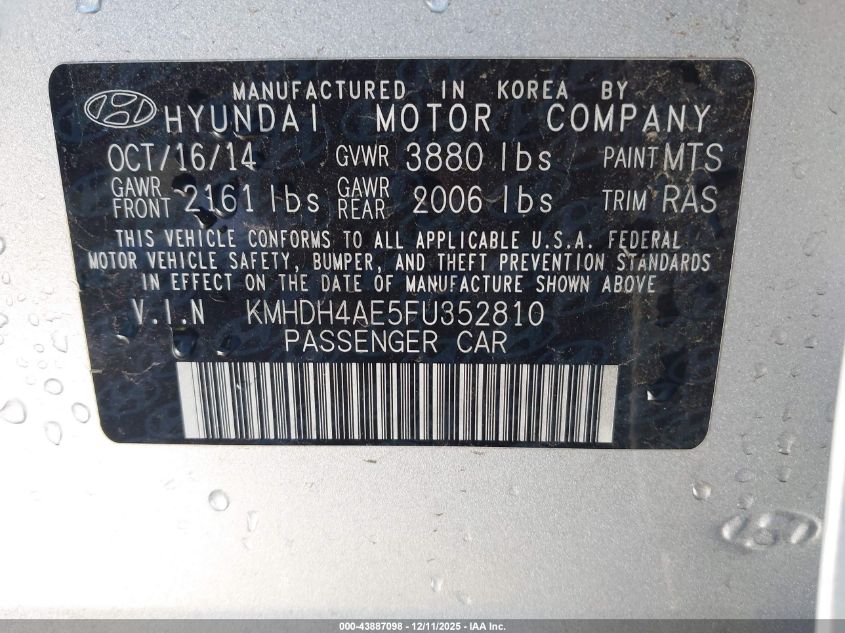 MANUFACTURED IN KOREA BY
HYUNDAI MOTOR COMPANY
OCT/16/14 GVWR 3880 lbs PAINT MTS
GAWR FRONT 2161 lbs GAWR REAR 2006 lbs TRIM RAS
THIS VEHICLE CONFORMS TO ALL APPLICABLE U.S.A. FEDERAL
MOTOR VEHICLE SAFETY, BUMPER, AND THEFT PREVENTION STANDARDS
IN EFFECT ON THE DATE OF MANUFACTURE SHOWN ABOVE
V.I.N KMHDH4AE5FU352810
PASSENGER CAR
000-43887098 - 12/11/2025 - IAA Inc.